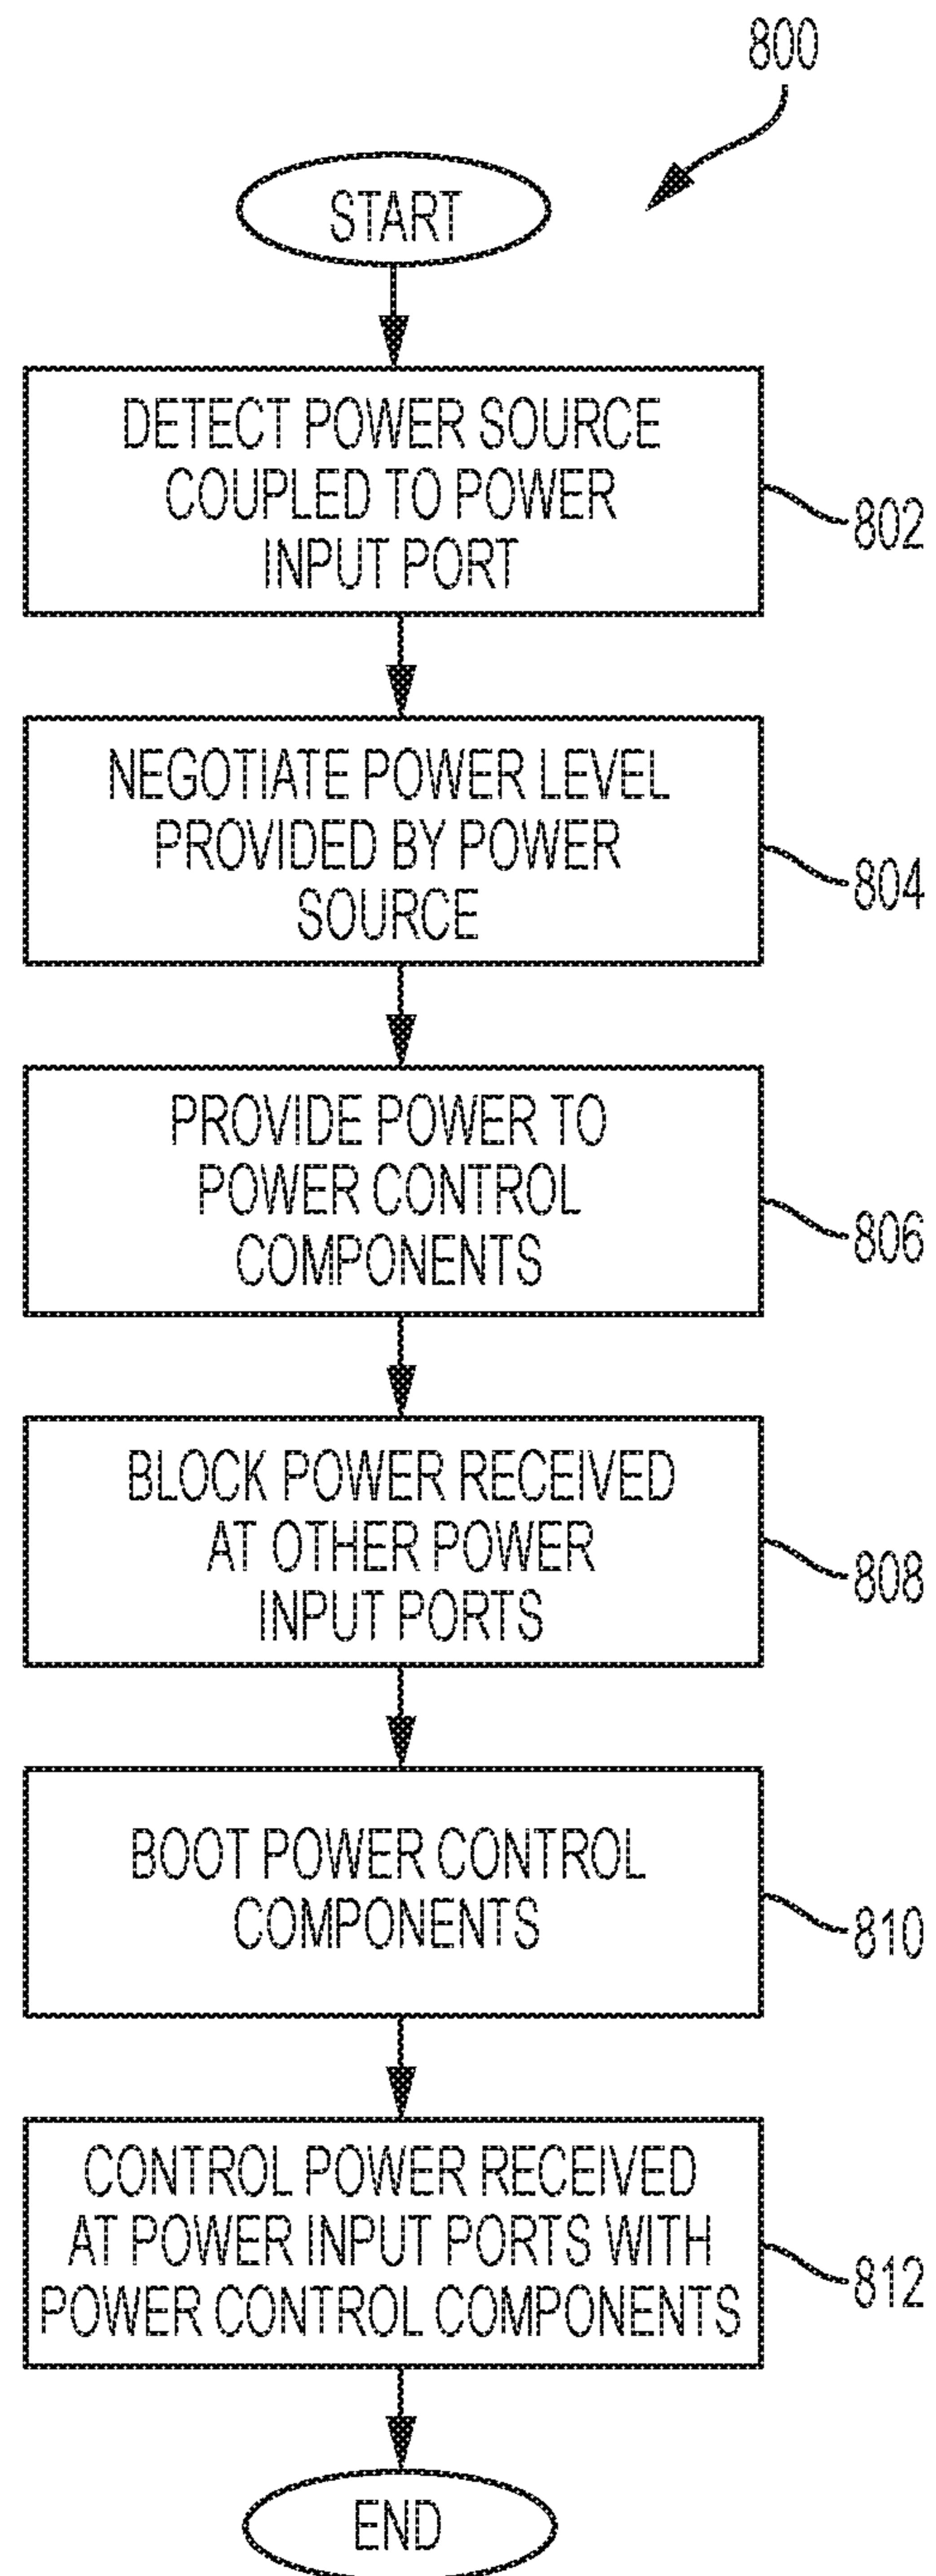 800
START
DETECT POWER SOURCE
COUPLED TO POWER
INPUT PORT
802
NEGOTIATE POWER LEVEL
PROVIDED BY POWER
SOURCE
804
PROVIDE POWER TO
POWER CONTROL
COMPONENTS
806
BLOCK POWER RECEIVED
AT OTHER POWER
INPUT PORTS
808
BOOT POWER CONTROL
COMPONENTS
810
CONTROL POWER RECEIVED
AT POWER INPUT PORTS WITH
POWER CONTROL COMPONENTS
812
END